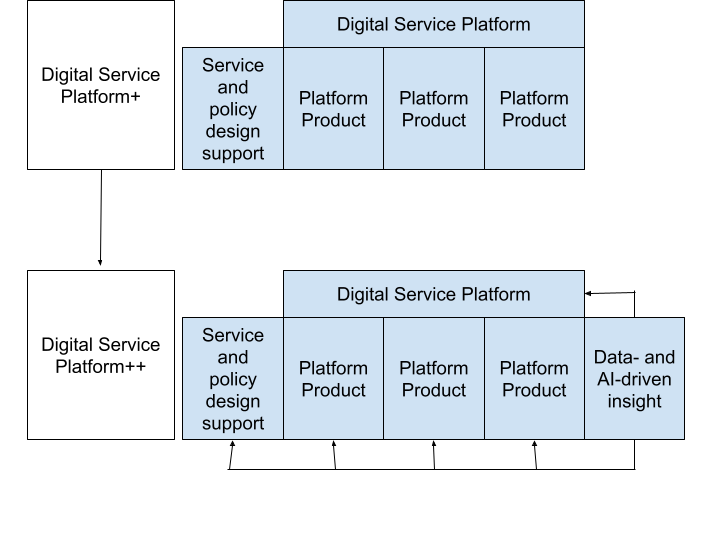 Digital Service Platform
Digital Service
Platform+
Service
and
policy
design
support
Platform
Product
Platform
Product
Platform
Product
Digital Service Platform
Digital Service
Platform++
Service
and
policy
design
support
Platform
Product
Platform
Product
Platform
Product
Data- and
AI-driven
insight